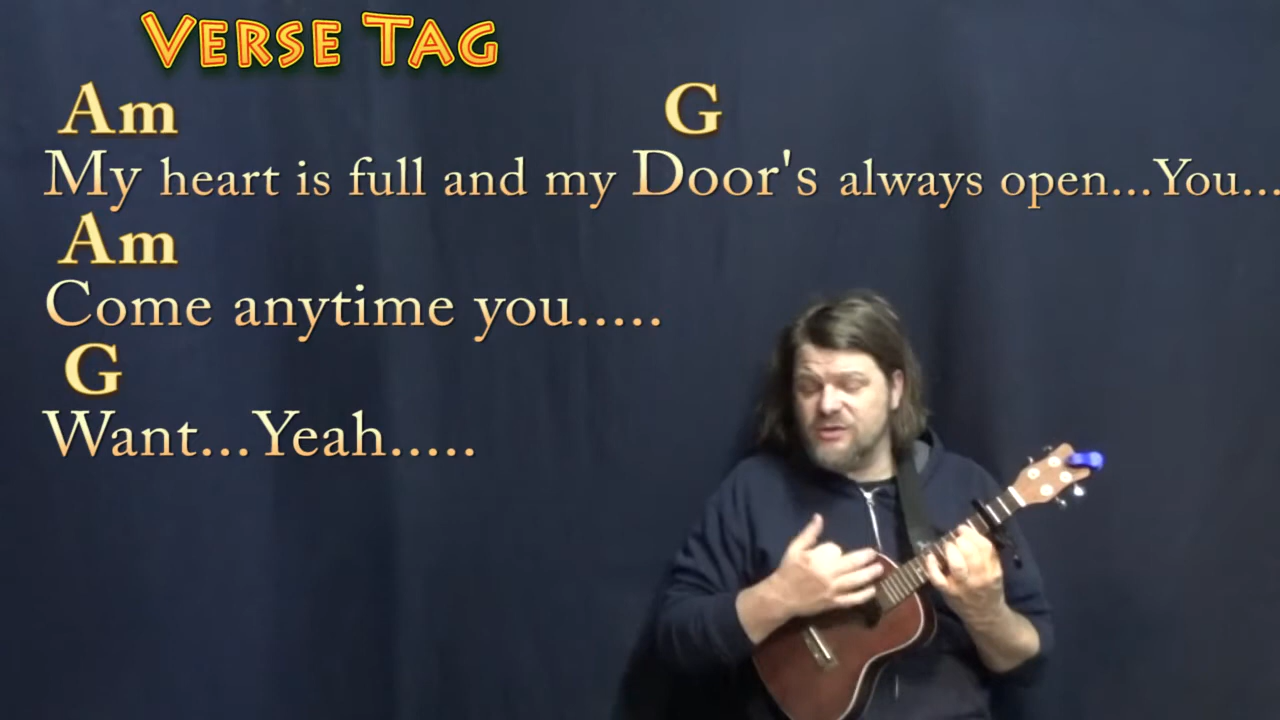 VERSE TAG
Am G
My heart is full and my Door's always open...You...
Am
Come anytime you.....
G
Want...Yeah.....